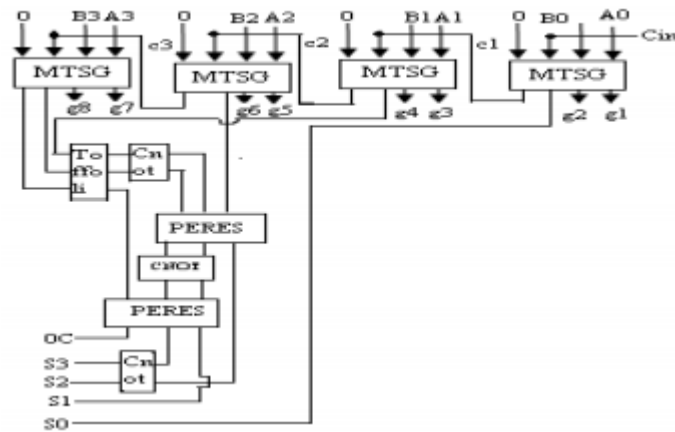 0 B3 A3 0 B2 A2 0 B1 A1 0 B0 A0
Cin
c3 c2 c1
MTSG MTSG MTSG MTSG
g8 g7 g6 g5 g4 g3 g2 g1
To
ffo
li
Cn
ot
PERES
CNOT
PERES
OC
S3
Cn
ot
S2
S1
S0